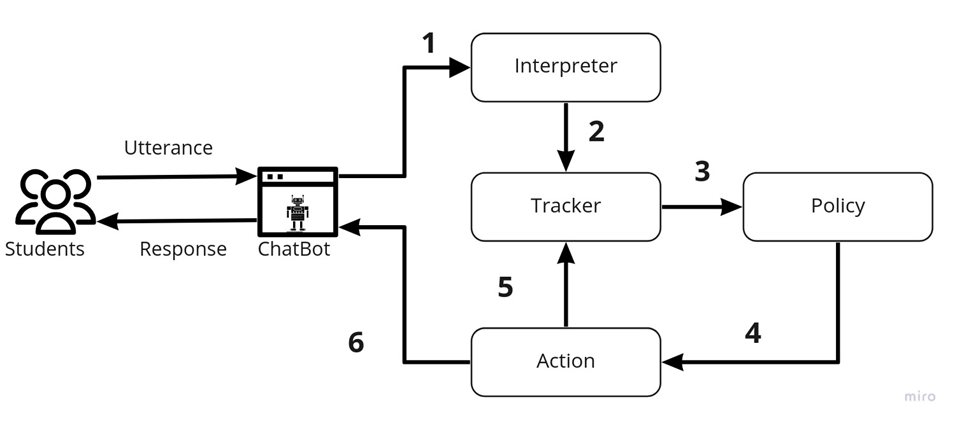 1
Interpreter
2
Utterance
3
Tracker
Policy
Students
Response
ChatBot
5
4
6
Action
miro